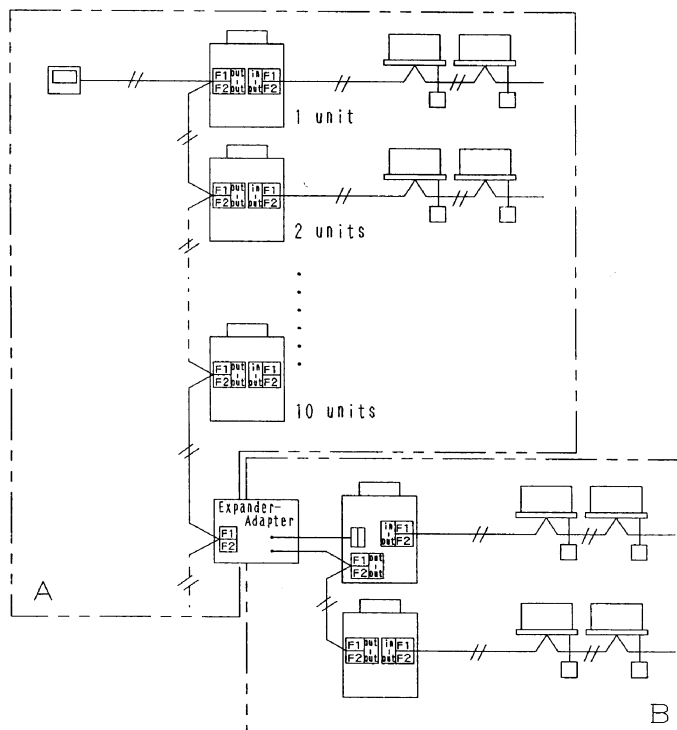 F1 out in F1
F2 out out F2
1 unit
F1 out in F1
F2 out out F2
2 units
F1 out in F1
F2 out out F2
10 units
Expander-
Adapter
F1
F2
in F1
out F2
F1 out
F2 out
A
F1 out in F1
F2 out out F2
B